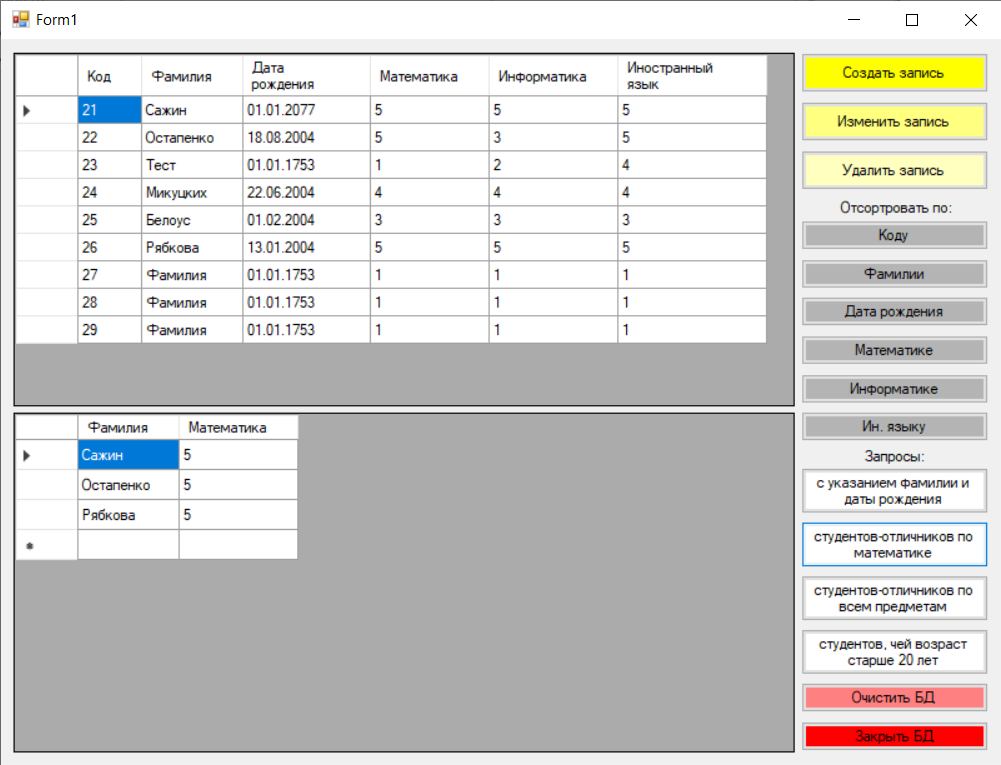 Form1
Код Фамилия Дата рождения Математика Информатика Иностранный язык
21 Сажин 01.01.2077 5 5 5
22 Остапенко 18.08.2004 5 3 5
23 Тест 01.01.1753 1 2 4
24 Микуцких 22.06.2004 4 4 4
25 Белоус 01.02.2004 3 3 3
26 Рябкова 13.01.2004 5 5 5
27 Фамилия 01.01.1753 1 1 1
28 Фамилия 01.01.1753 1 1 1
29 Фамилия 01.01.1753 1 1 1
Фамилия Математика
Сажин 5
Остапенко 5
Рябкова 5
Создать запись
Изменить запись
Удалить запись
Отсортровать по:
Коду
Фамилии
Дата рождения
Математике
Информатике
Ин. языку
Запросы:
с указанием фамилии и
даты рождения
студентов-отличников по
математике
студентов-отличников по
всем предметам
студентов, чей возраст
старше 20 лет
Очистить БД
Закрыть БД